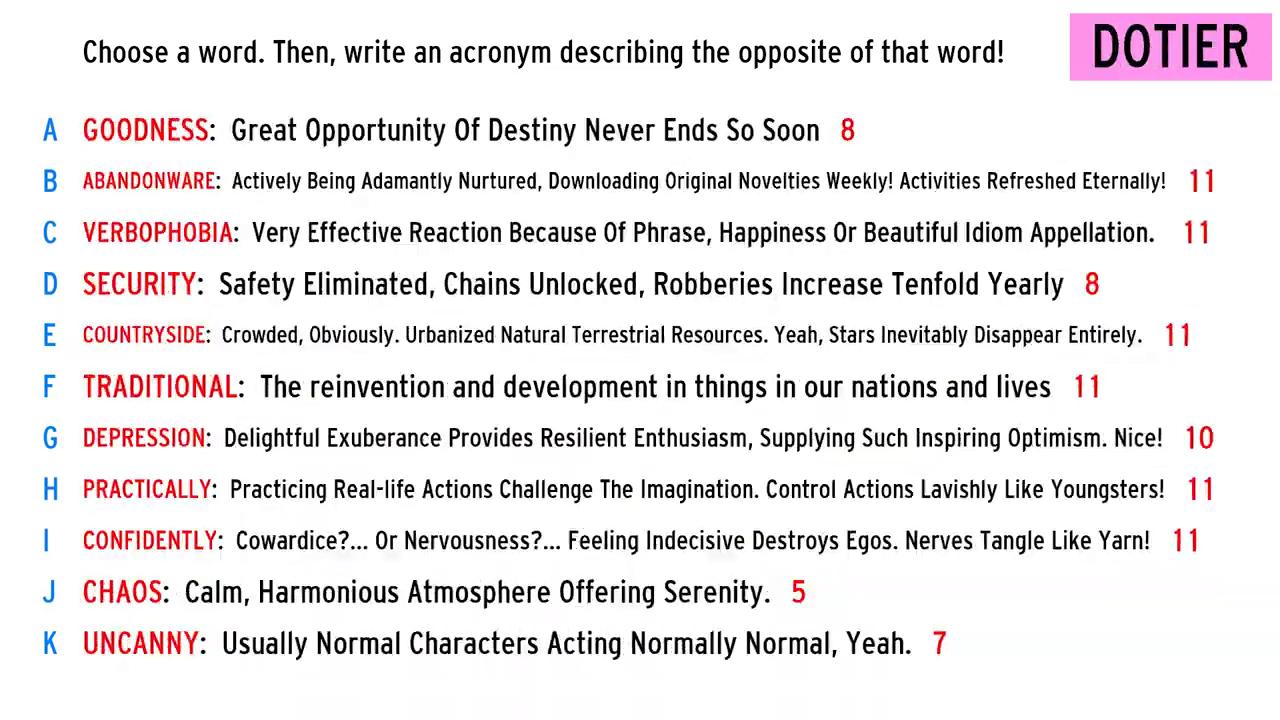 Choose a word. Then, write an acronym describing the opposite of that word!
DOTIER
A GOODNESS: Great Opportunity Of Destiny Never Ends So Soon 8
B ABANDONWARE: Actively Being Adamantly Nurtured, Downloading Original Novelties Weekly! Activities Refreshed Eternally! 11
C VERBOPHOBIA: Very Effective Reaction Because Of Phrase, Happiness Or Beautiful Idiom Appellation. 11
D SECURITY: Safety Eliminated, Chains Unlocked, Robberies Increase Tenfold Yearly 8
E COUNTRYSIDE: Crowded, Obviously. Urbanized Natural Terrestrial Resources. Yeah, Stars Inevitably Disappear Entirely. 11
F TRADITIONAL: The reinvention and development in things in our nations and lives 11
G DEPRESSION: Delightful Exuberance Provides Resilient Enthusiasm, Supplying Such Inspiring Optimism. Nice! 10
H PRACTICALLY: Practicing Real-life Actions Challenge The Imagination. Control Actions Lavishly Like Youngsters! 11
I CONFIDENTLY: Cowardice?... Or Nervousness?... Feeling Indecisive Destroys Egos. Nerves Tangle Like Yarn! 11
J CHAOS: Calm, Harmonious Atmosphere Offering Serenity. 5
K UNCANNY: Usually Normal Characters Acting Normally Normal, Yeah. 7